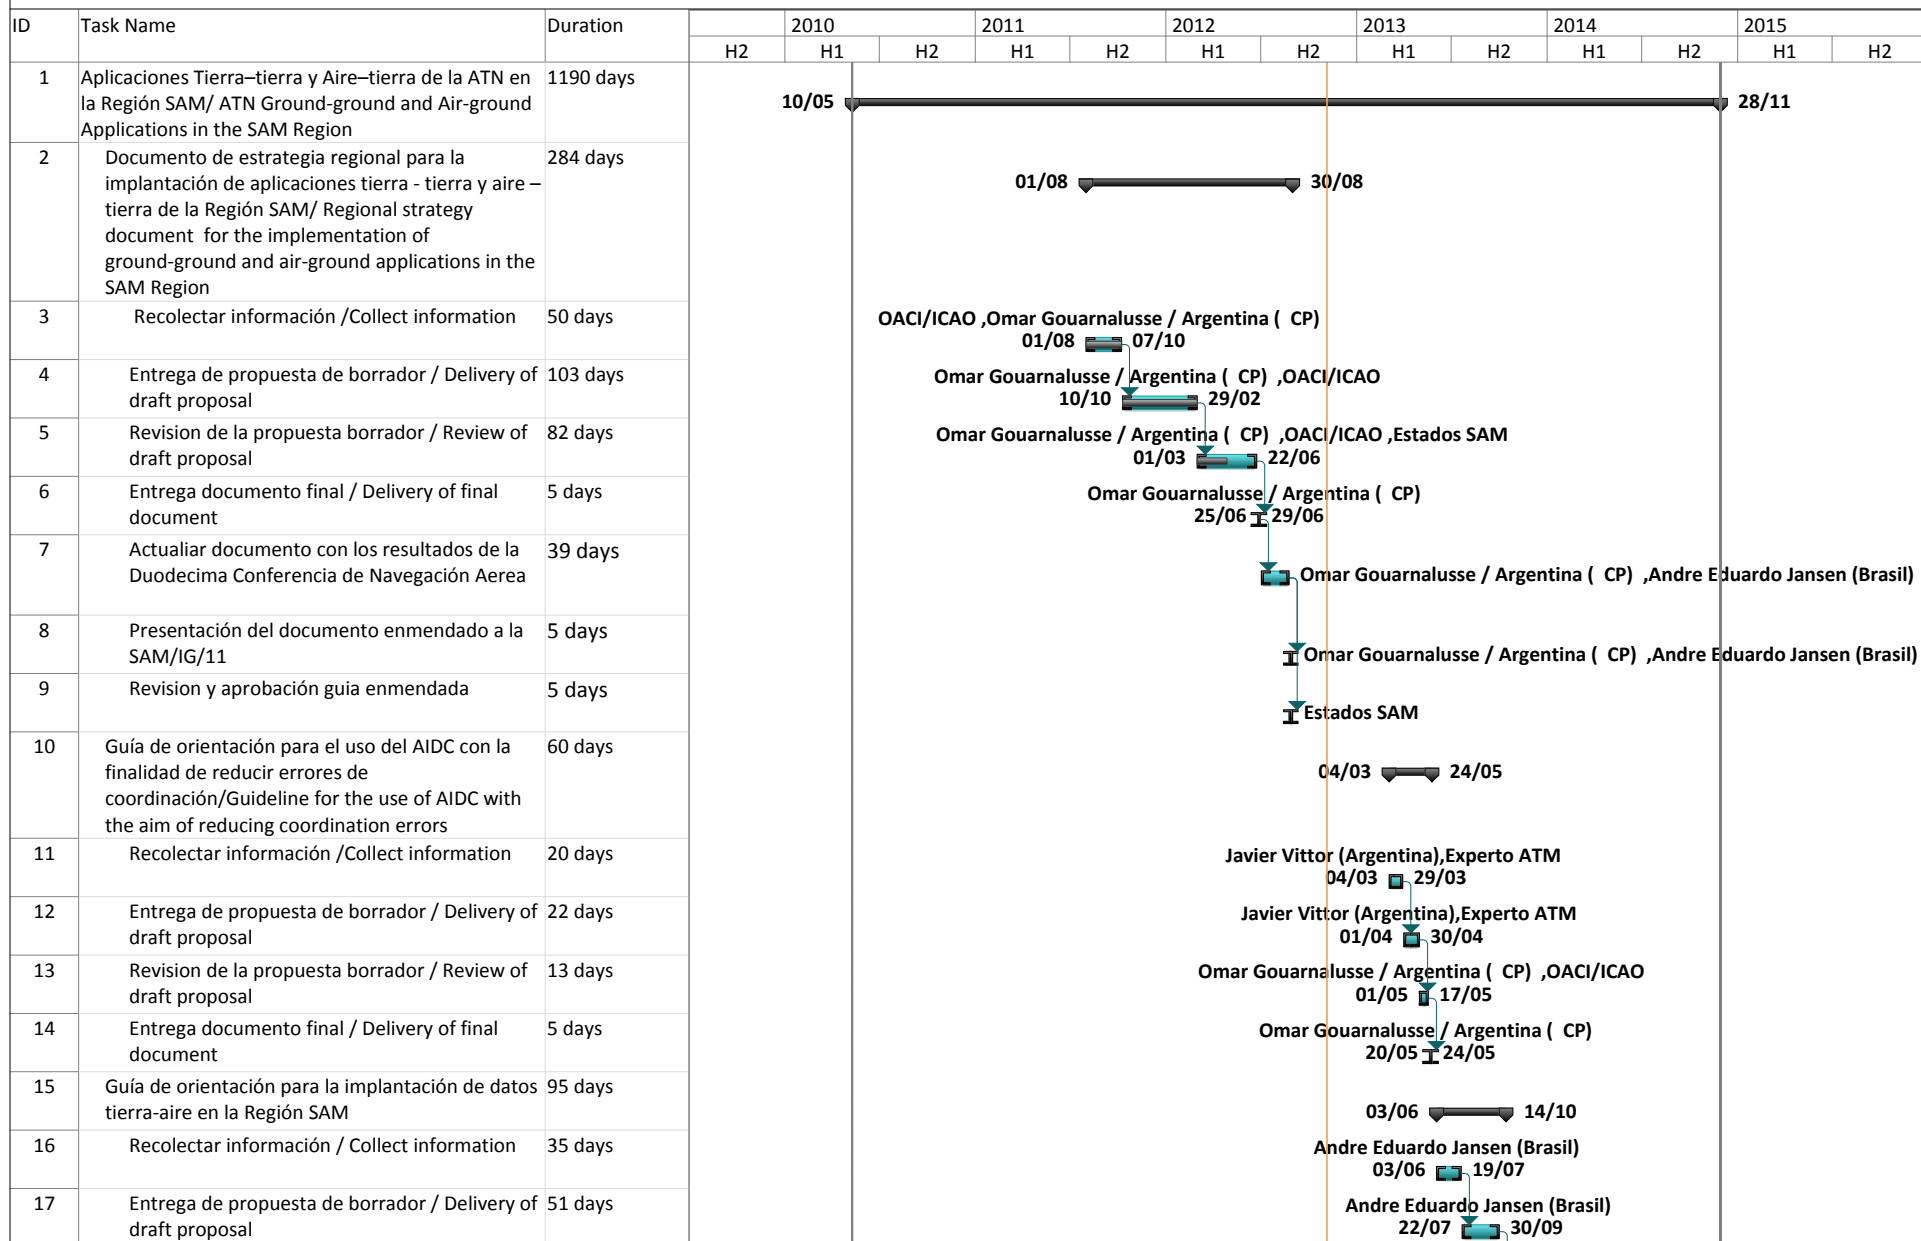 ID Task Name Duration 2010 2011 2012 2013 2014 2015
H2 H1 H2 H1 H2 H1 H2 H1 H2 H1 H2 H1 H2
1 Aplicaciones Tierra–tierra y Aire–tierra de la ATN en 1190 days
la Región SAM/ ATN Ground-ground and Air-ground
Applications in the SAM Region
10/05 28/11
2 Documento de estrategia regional para la 284 days
implantación de aplicaciones tierra - tierra y aire –
tierra de la Región SAM/ Regional strategy
document for the implementation of
ground-ground and air-ground applications in the
SAM Region
01/08 30/08
3 Recolectar información /Collect information 50 days
OACI/ICAO ,Omar Gouarnalusse / Argentina ( CP)
01/08 07/10
4 Entrega de propuesta de borrador / Delivery of 103 days
draft proposal
Omar Gouarnalusse / Argentina ( CP) ,OACI/ICAO
10/10 29/02
5 Revision de la propuesta borrador / Review of 82 days
draft proposal
Omar Gouarnalusse / Argentina ( CP) ,OACI/ICAO ,Estados SAM
01/03 22/06
6 Entrega documento final / Delivery of final 5 days
document
Omar Gouarnalusse / Argentina ( CP)
25/06 29/06
7 Actualiar documento con los resultados de la 39 days
Duodecima Conferencia de Navegación Aerea
Omar Gouarnalusse / Argentina ( CP) ,Andre Eduardo Jansen (Brasil)
8 Presentación del documento enmendado a la 5 days
SAM/IG/11
Omar Gouarnalusse / Argentina ( CP) ,Andre Eduardo Jansen (Brasil)
9 Revision y aprobación guia enmendada 5 days
Estados SAM
10 Guía de orientación para el uso del AIDC con la 60 days
finalidad de reducir errores de
coordinación/Guideline for the use of AIDC with
the aim of reducing coordination errors
04/03 24/05
11 Recolectar información /Collect information 20 days
Javier Vittor (Argentina),Experto ATM
04/03 29/03
12 Entrega de propuesta de borrador / Delivery of 22 days
draft proposal
Javier Vittor (Argentina),Experto ATM
01/04 30/04
13 Revision de la propuesta borrador / Review of 13 days
draft proposal
Omar Gouarnalusse / Argentina ( CP) ,OACI/ICAO
01/05 17/05
14 Entrega documento final / Delivery of final 5 days
document
Omar Gouarnalusse / Argentina ( CP)
20/05 24/05
15 Guía de orientación para la implantación de datos 95 days
tierra-aire en la Región SAM
03/06 14/10
16 Recolectar información / Collect information 35 days
Andre Eduardo Jansen (Brasil)
03/06 19/07
17 Entrega de propuesta de borrador / Delivery of 51 days
draft proposal
Andre Eduardo Jansen (Brasil)
22/07 30/09